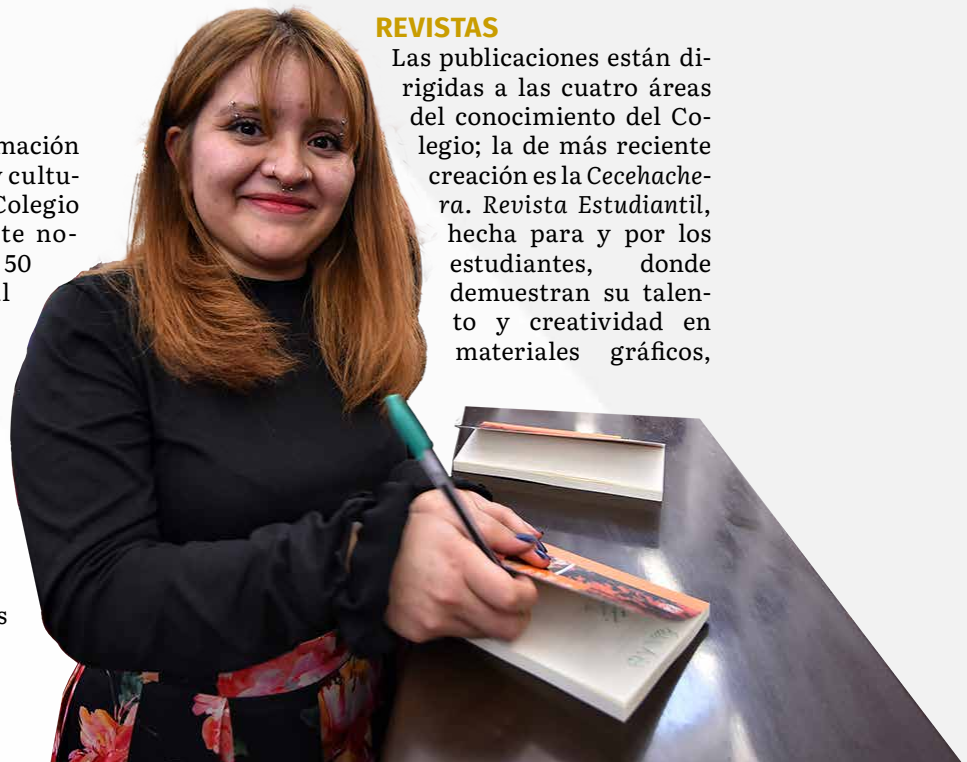 mación
y cultu-
Colegio
te no-
50
l
s
REVISTAS
Las publicaciones están di-
rigidas a las cuatro áreas
del conocimiento del Co-
legio; la de más reciente
creación es la Cecehache-
ra. Revista Estudiantil,
hecha para y por los
estudiantes, donde
demuestran su talen-
to y creatividad en
materiales gráficos,